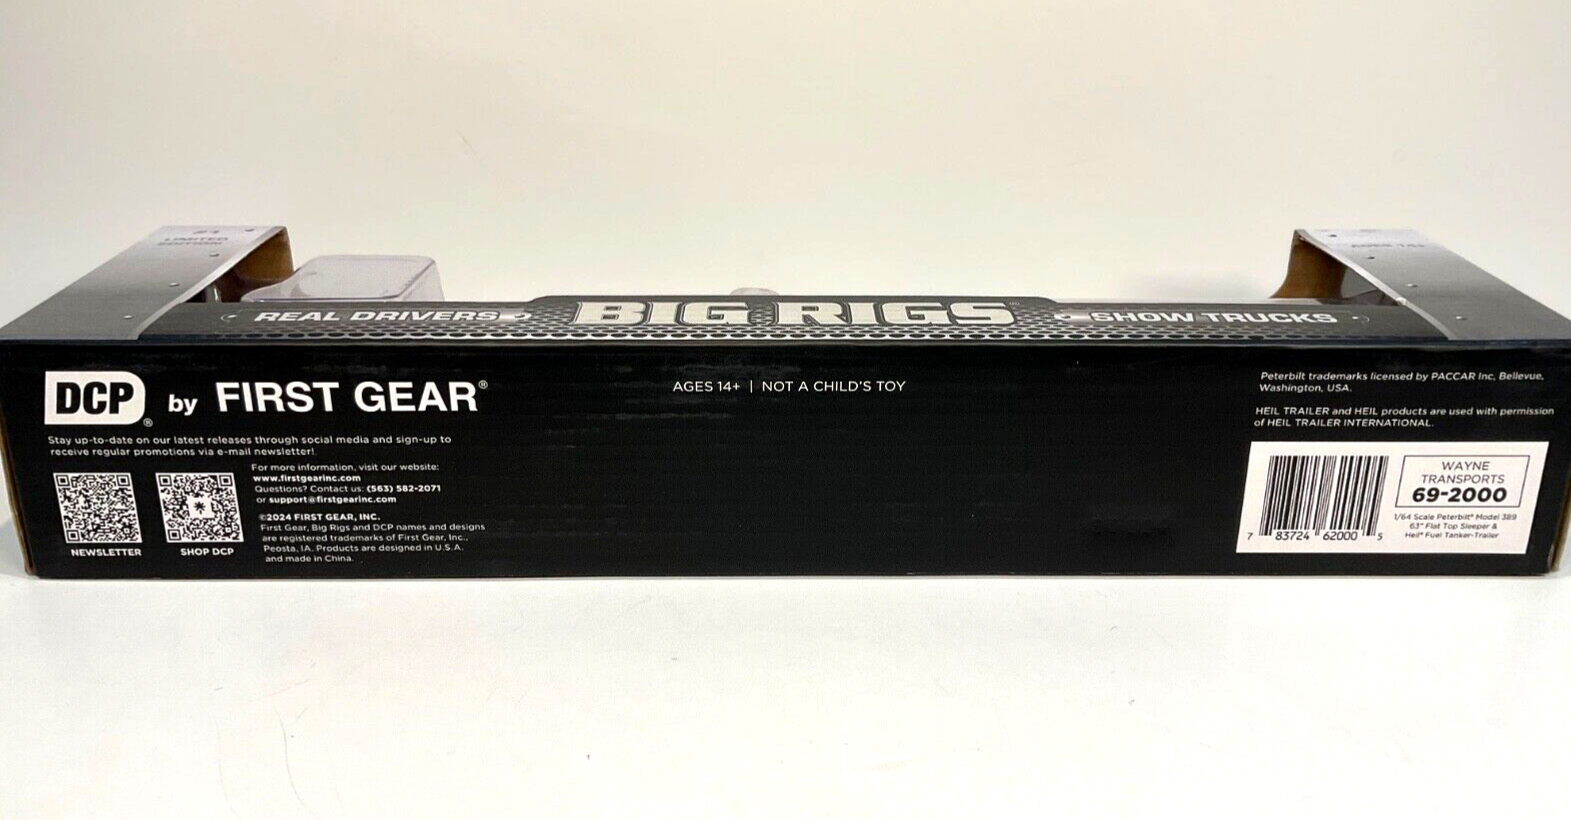 LIMITED
EDITION
AGES 14+
REAL DRIVERS BIG RIGS® SHOW TRUCKS
DCP® by FIRST GEAR®
Stay up-to-date on our latest releases through social media and sign-up to
receive regular promotions via e-mail newsletter!
For more information, visit our website:
www.firstgearinc.com
Questions? Contact us: (563) 582-2071
or support@firstgearinc.com
©2024 FIRST GEAR, INC.
First Gear, Big Rigs and DCP names and designs
are registered trademarks of First Gear, Inc.,
Peosta, IA. Products are designed in U.S.A.
and made in China.
NEWSLETTER
SHOP DCP
AGES 14+ | NOT A CHILD'S TOY
Peterbilt trademarks licensed by PACCAR Inc, Bellevue,
Washington, USA.
HEIL TRAILER and HEIL products are used with permission
of HEIL TRAILER INTERNATIONAL.
7 83724 62000 5
WAYNE
TRANSPORTS
69-2000
1/64 Scale Peterbilt® Model 389
63" Flat Top Sleeper &
Heil® Fuel Tanker-Trailer